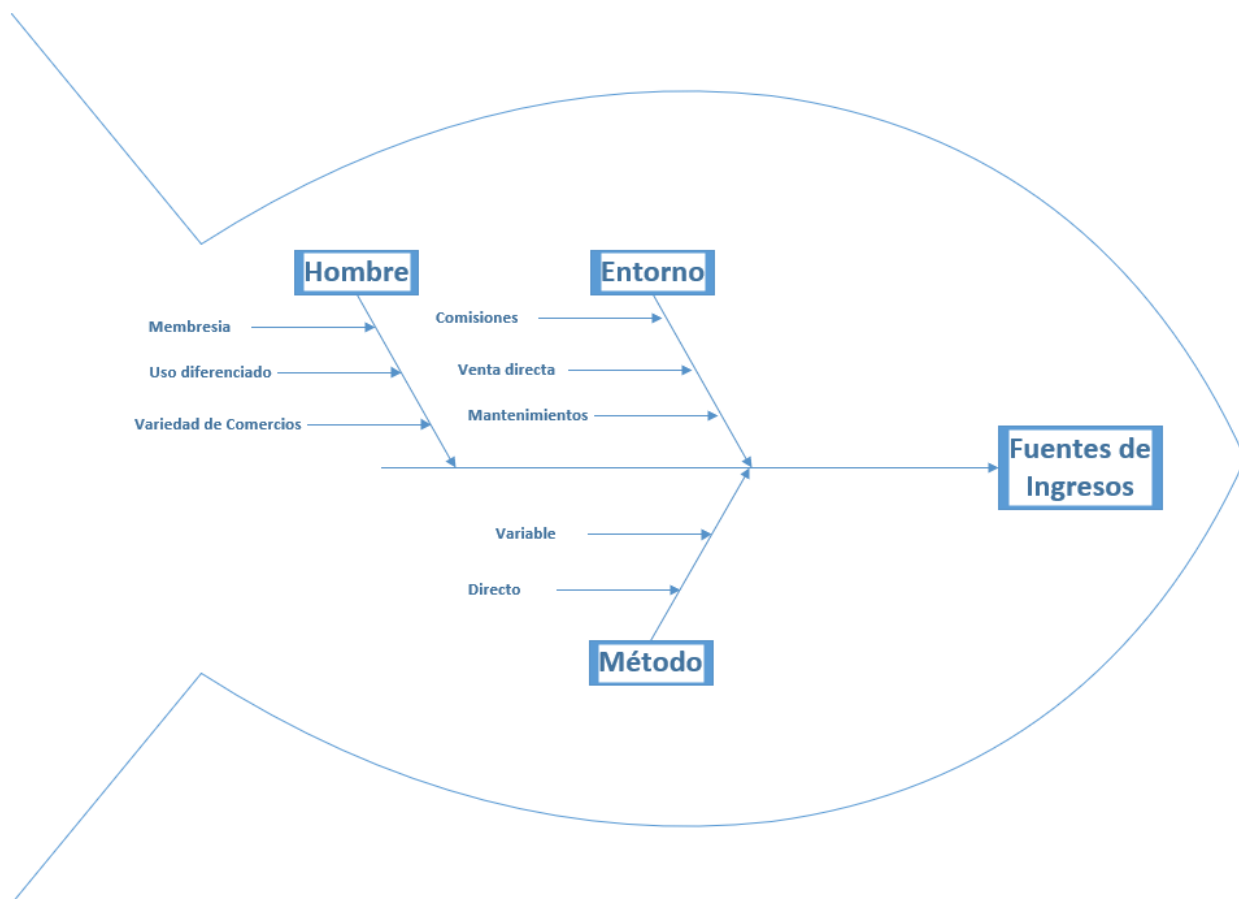 Hombre
Entorno
Membresia
Comisiones
Uso diferenciado
Venta directa
Variedad de Comercios
Mantenimientos
Fuentes de
Ingresos
Variable
Directo
Método